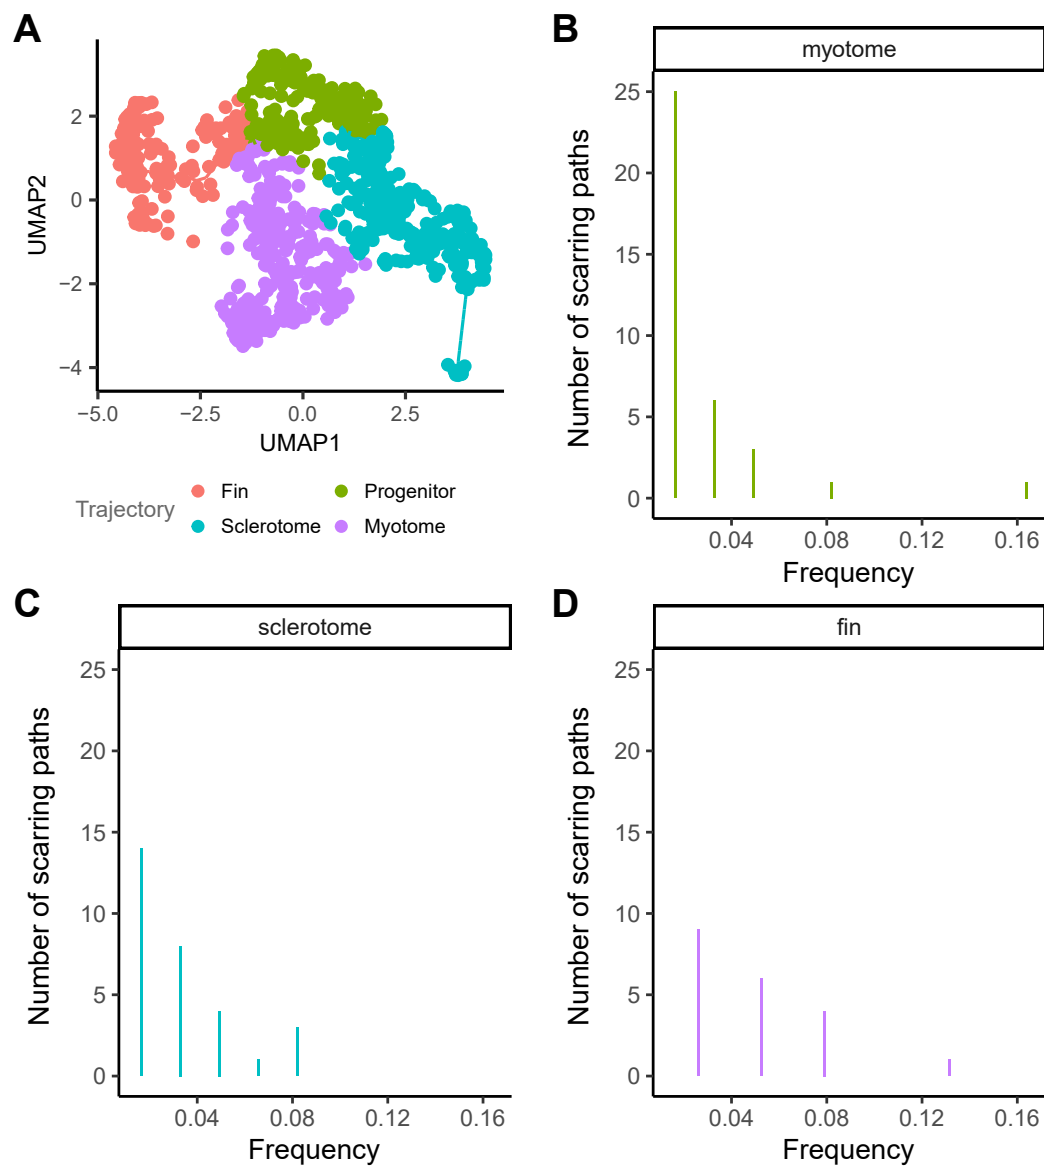 A
UMAP2
2
0
−2
−4
−5.0 −2.5 0.0 2.5
UMAP1
Trajectory
Fin Progenitor
Sclerotome Myotome
B
myotome
Number of scarring paths
25
20
15
10
5
0
0.04 0.08 0.12 0.16
Frequency
C
sclerotome
Number of scarring paths
25
20
15
10
5
0
0.04 0.08 0.12 0.16
Frequency
D
fin
Number of scarring paths
25
20
15
10
5
0
0.04 0.08 0.12 0.16
Frequency